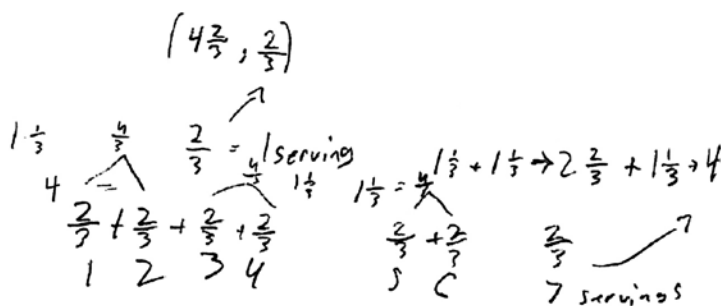 (4 2/3, 2/3)
1 1/3 4/3 2/3 = 1 serving
4/3 1 1/3 1 1/3 = 4/3 1 1/3 + 1 1/3 → 2 2/3 + 1 1/3 → 4
4 =
2/3 + 2/3 + 2/3 + 2/3 2/3 + 2/3 2/3
1 2 3 4 5 6 7 servings